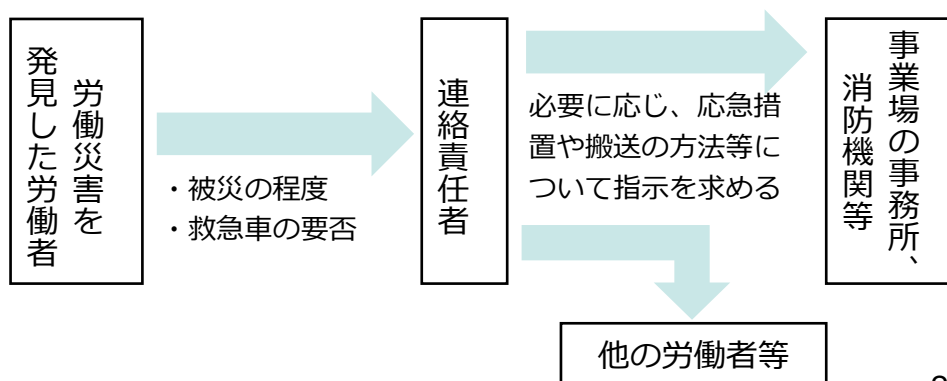 労働災害を
発見した労働者
・被災の程度
・救急車の要否
連絡責任者
必要に応じ、応急措
置や搬送の方法等に
ついて指示を求める
事業場の事務所、
消防機関等
他の労働者等